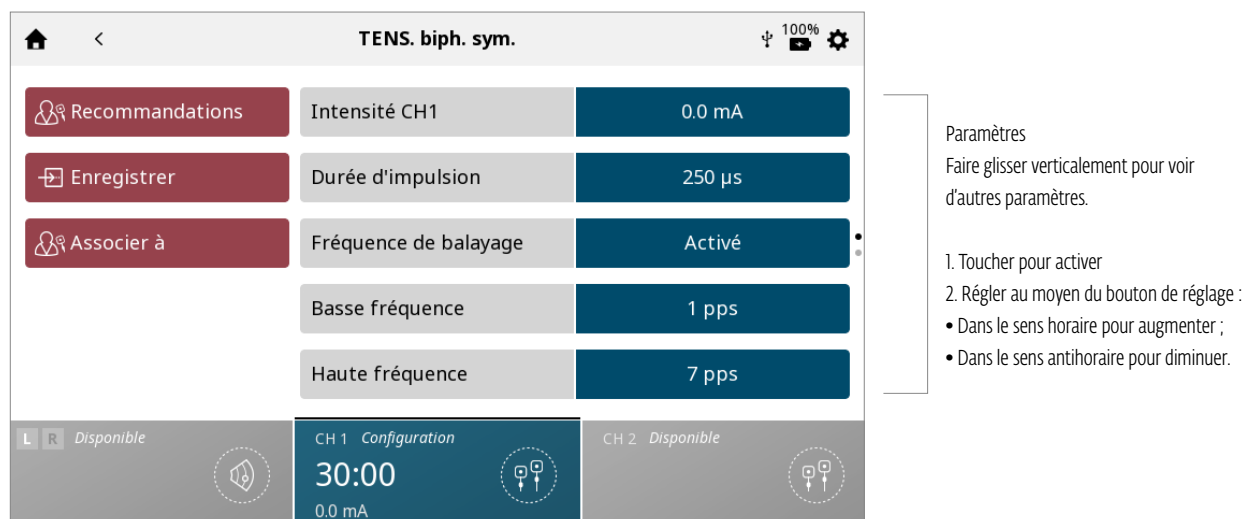 TENS. biph. sym.
100%
Recommandations
Intensité CH1
0.0 mA
Enregistrer
Durée d'impulsion
250 µs
Associer à
Fréquence de balayage
Activé
Basse fréquence
1 pps
Haute fréquence
7 pps
L R Disponible
CH 1 Configuration
30:00
0.0 mA
CH 2 Disponible
Paramètres
Faire glisser verticalement pour voir
d’autres paramètres.
1. Toucher pour activer
2. Régler au moyen du bouton de réglage :
• Dans le sens horaire pour augmenter ;
• Dans le sens antihoraire pour diminuer.